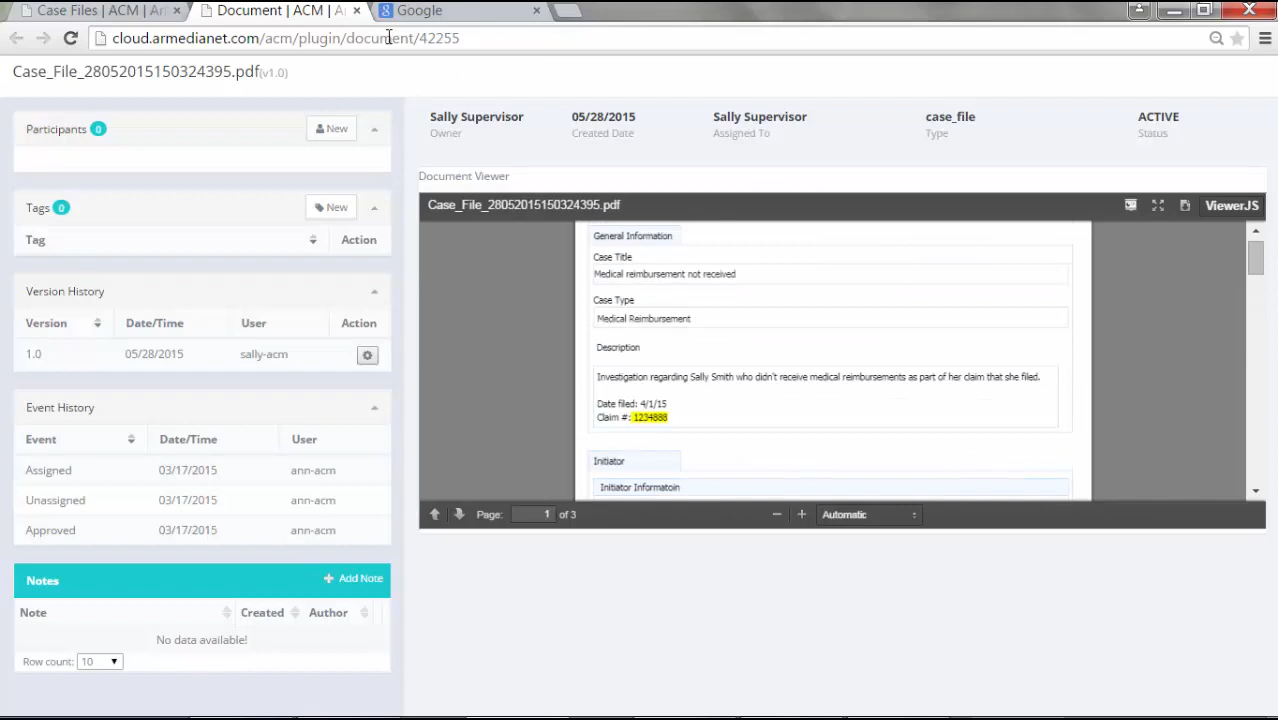 Case Files | ACM | Ar
Document | ACM | A
Google
cloud.armedianet.com/acm/plugin/document/42255
Case_File_28052015150324395.pdf(v1.0)
Participants 0
New
Tags 0
New
Tag
Action
Version History
Version
Date/Time
User
Action
1.0
05/28/2015
sally-acm
Event History
Event
Date/Time
User
Assigned
03/17/2015
ann-acm
Unassigned
03/17/2015
ann-acm
Approved
03/17/2015
ann-acm
Notes
Add Note
Note
Created
Author
No data available!
Row count: 10
Sally Supervisor
Owner
05/28/2015
Created Date
Sally Supervisor
Assigned To
case_file
Type
ACTIVE
Status
Document Viewer
Case_File_28052015150324395.pdf
ViewerJS
General Information
Case Title
Medical reimbursement not received
Case Type
Medical Reimbursement
Description
Investigation regarding Sally Smith who didn't receive medical reimbursements as part of her claim that she filed.
Date filed: 4/1/15
Claim #: 1234888
Initiator
Initiator Informatoin
Page: 1 of 3
Automatic